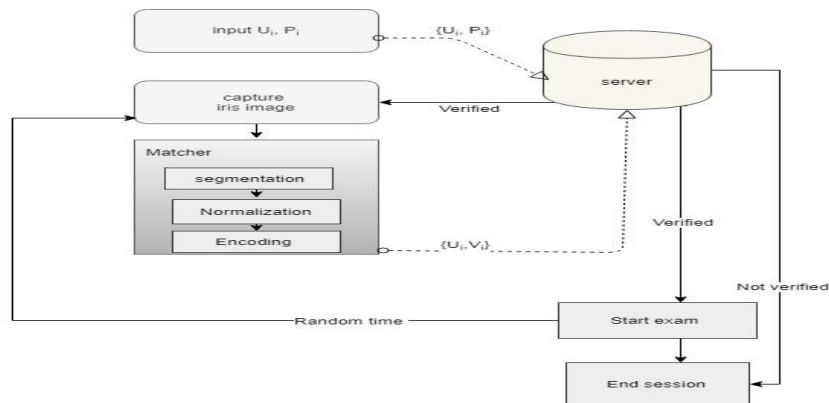 input Uᵢ, Pᵢ
{Uᵢ, Pᵢ}
server
capture
iris image
Verified
Matcher
segmentation
Normalization
Encoding
{Uᵢ,Vᵢ}
Verified
Not verified
Random time
Start exam
End session